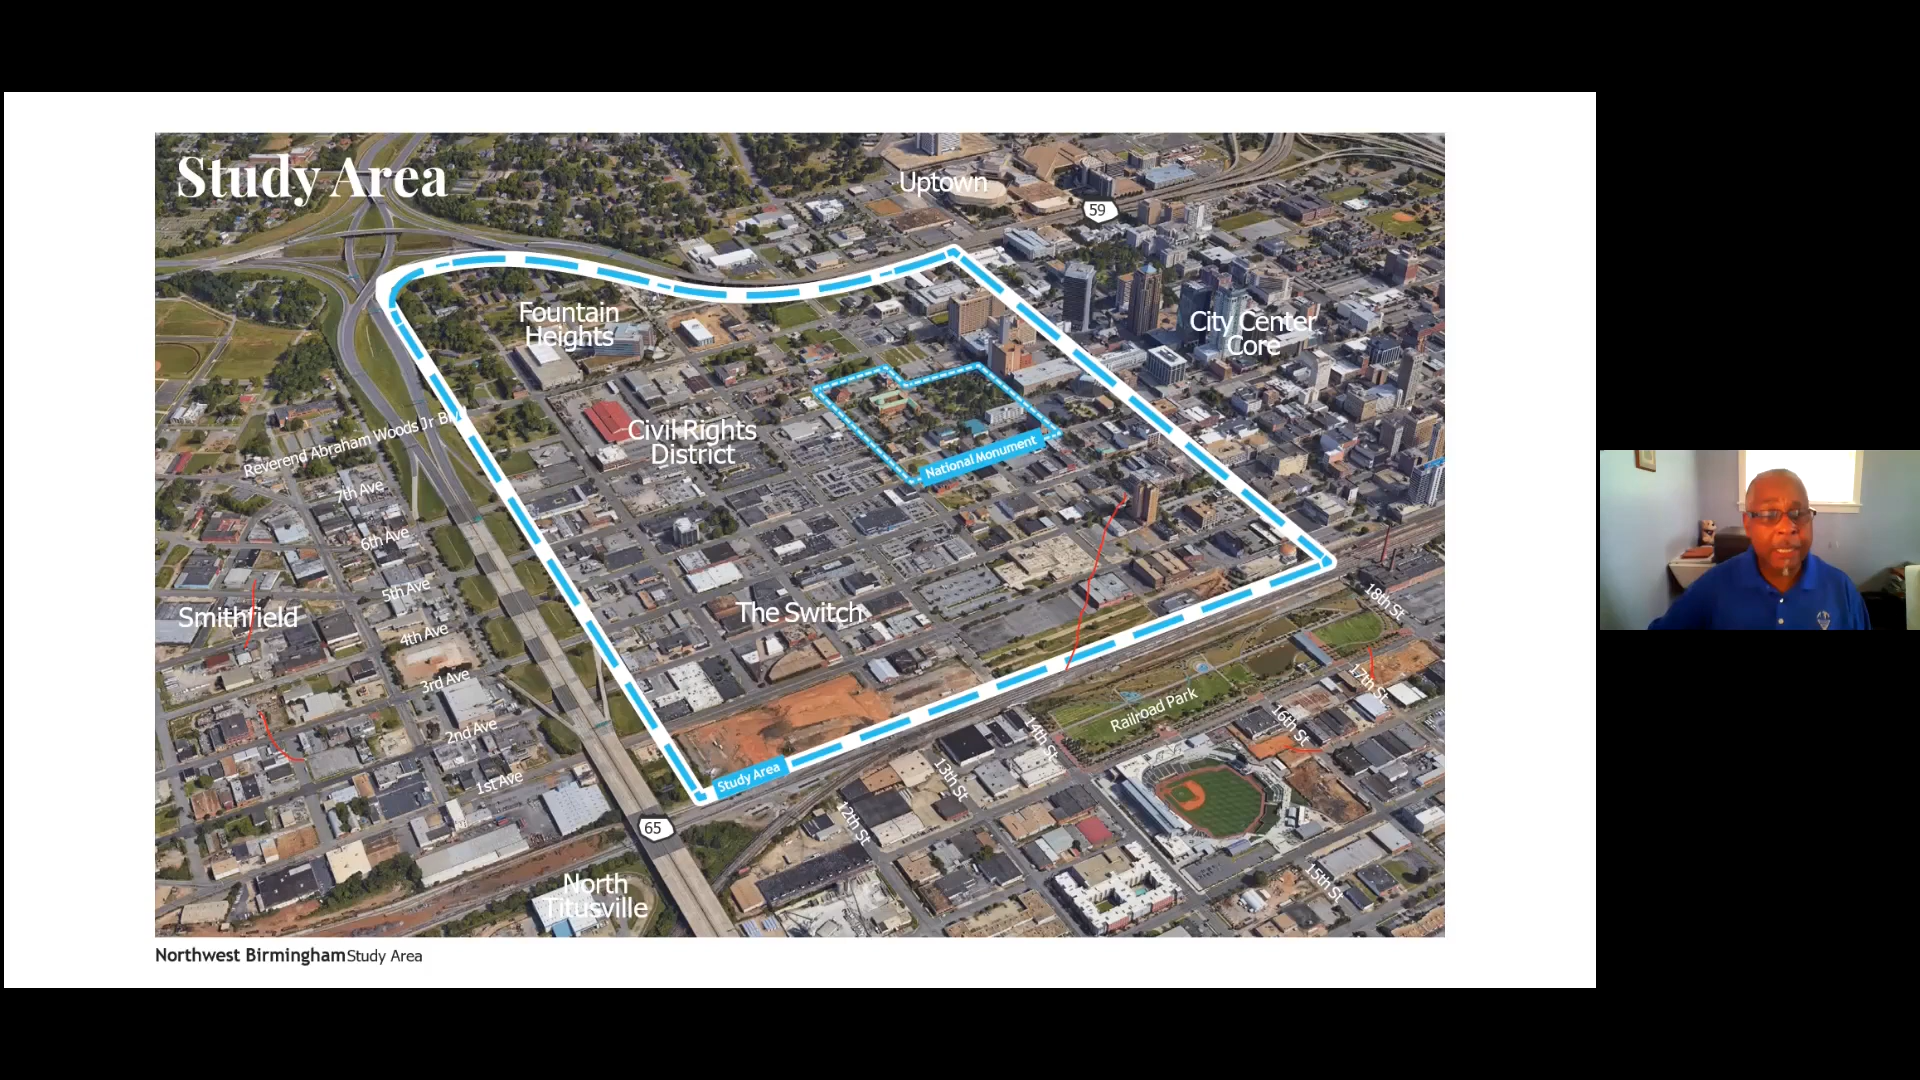 Study Area
Uptown
59
Fountain
Heights
City Center
Core
Reverend Abraham Woods Jr Blvd
Civil Rights
District
National Monument
7th Ave
6th Ave
5th Ave
4th Ave
3rd Ave
2nd Ave
1st Ave
Smithfield
The Switch
18th St
17th St
16th St
15th St
14th St
13th St
12th St
Railroad Park
Study Area
65
North
Titusville
Northwest Birmingham Study Area